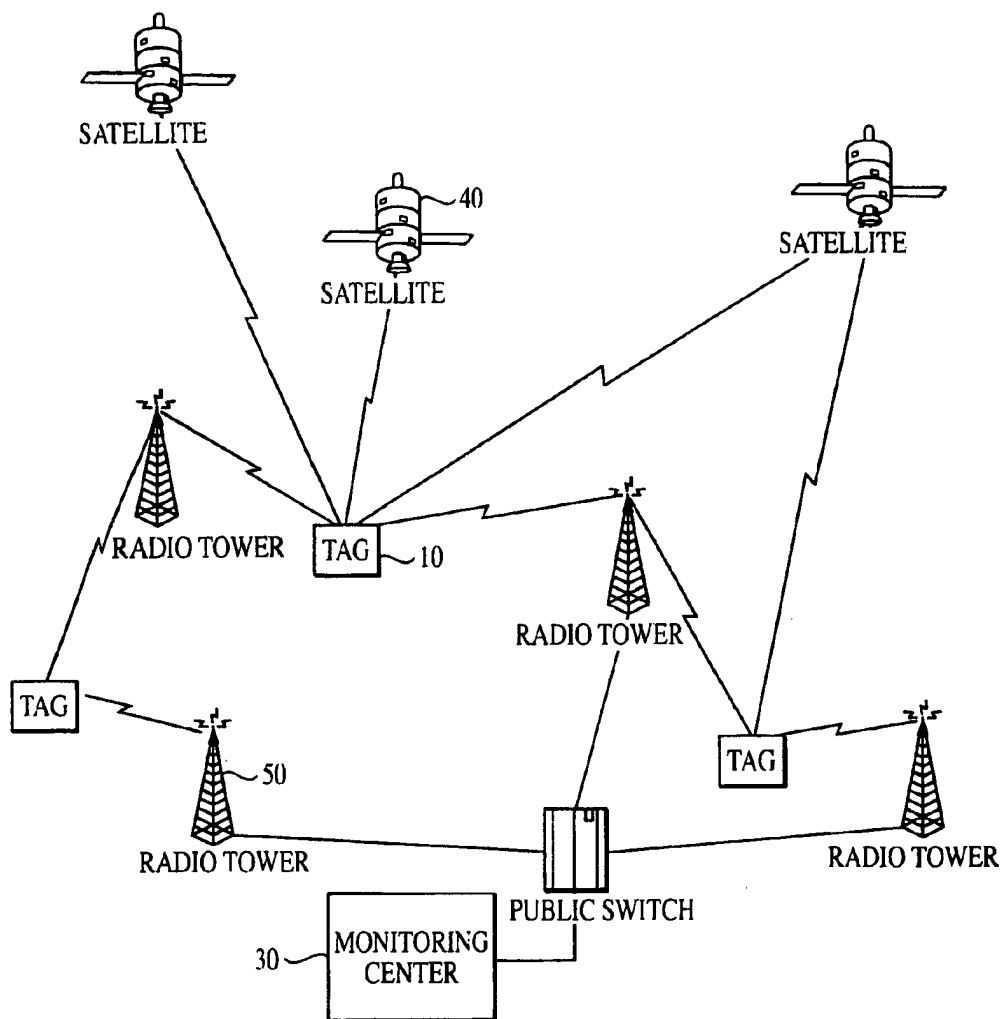 SATELLITE
40
SATELLITE
SATELLITE
RADIO TOWER
TAG
10
RADIO TOWER
TAG
TAG
50
RADIO TOWER
RADIO TOWER
PUBLIC SWITCH
30
MONITORING
CENTER